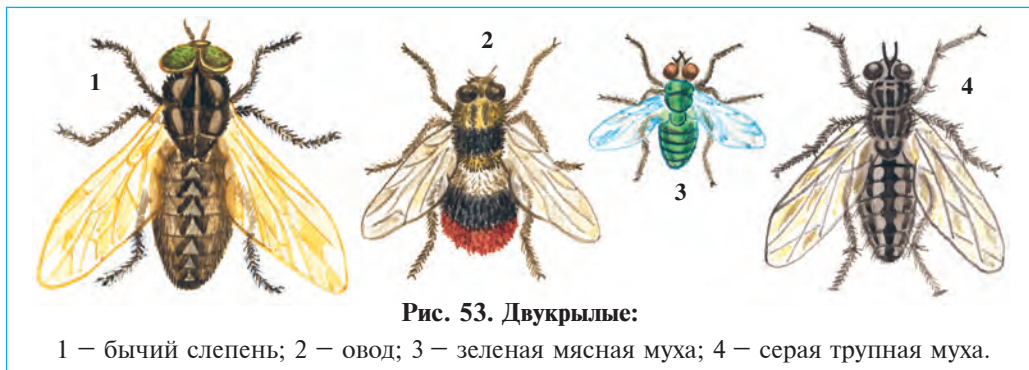 1
2
3
4
Рис. 53. Двукрылые:
1 — бычий слепень; 2 — овод; 3 — зеленая мясная муха; 4 — серая трупная муха.